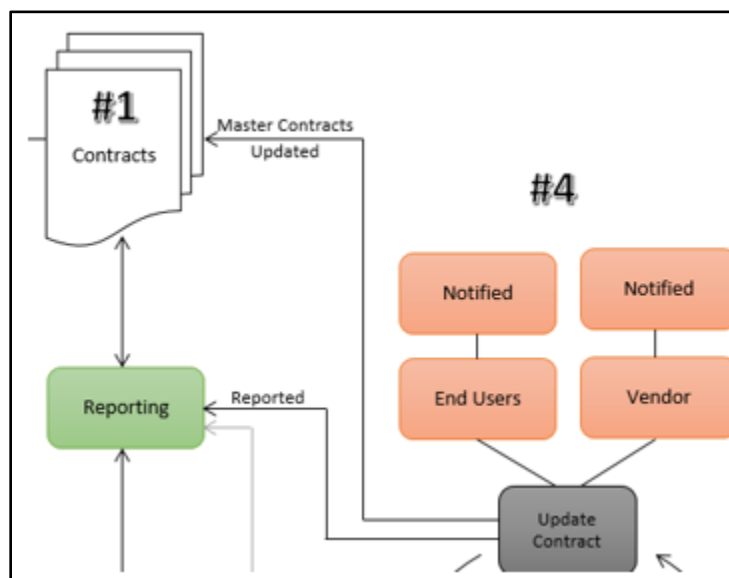 #1
Contracts
Master Contracts
Updated
#4
Notified
Notified
Reporting
Reported
End Users
Vendor
Update
Contract